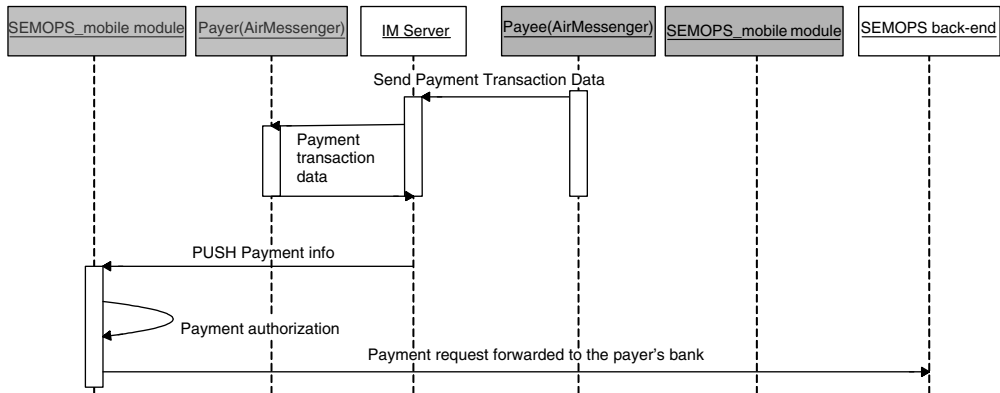 SEMOPS_mobile module
Payer(AirMessenger)
IM Server
Payee(AirMessenger)
SEMOPS_mobile module
SEMOPS back-end
Send Payment Transaction Data
Payment
transaction
data
PUSH Payment info
Payment authorization
Payment request forwarded to the payer's bank